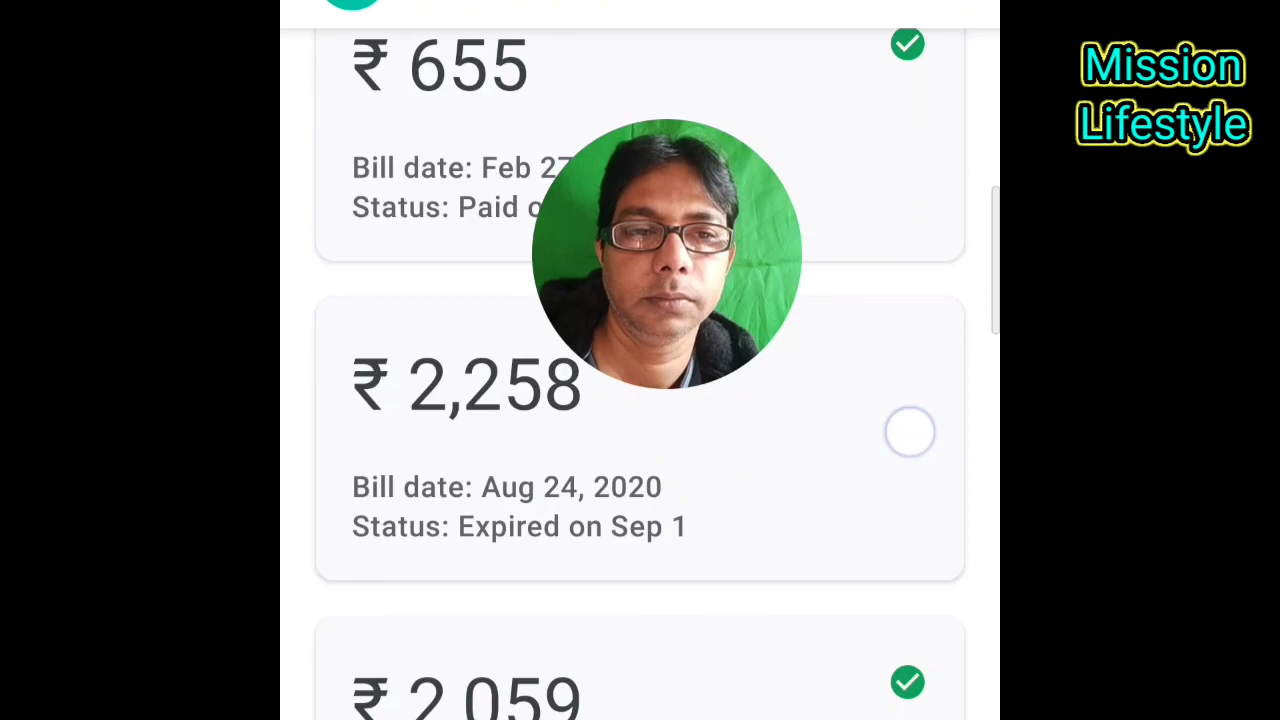 Mission
Lifestyle
₹ 655
Bill date: Feb 27
Status: Paid
₹ 2,258
Bill date: Aug 24, 2020
Status: Expired on Sep 1
₹ 2,059